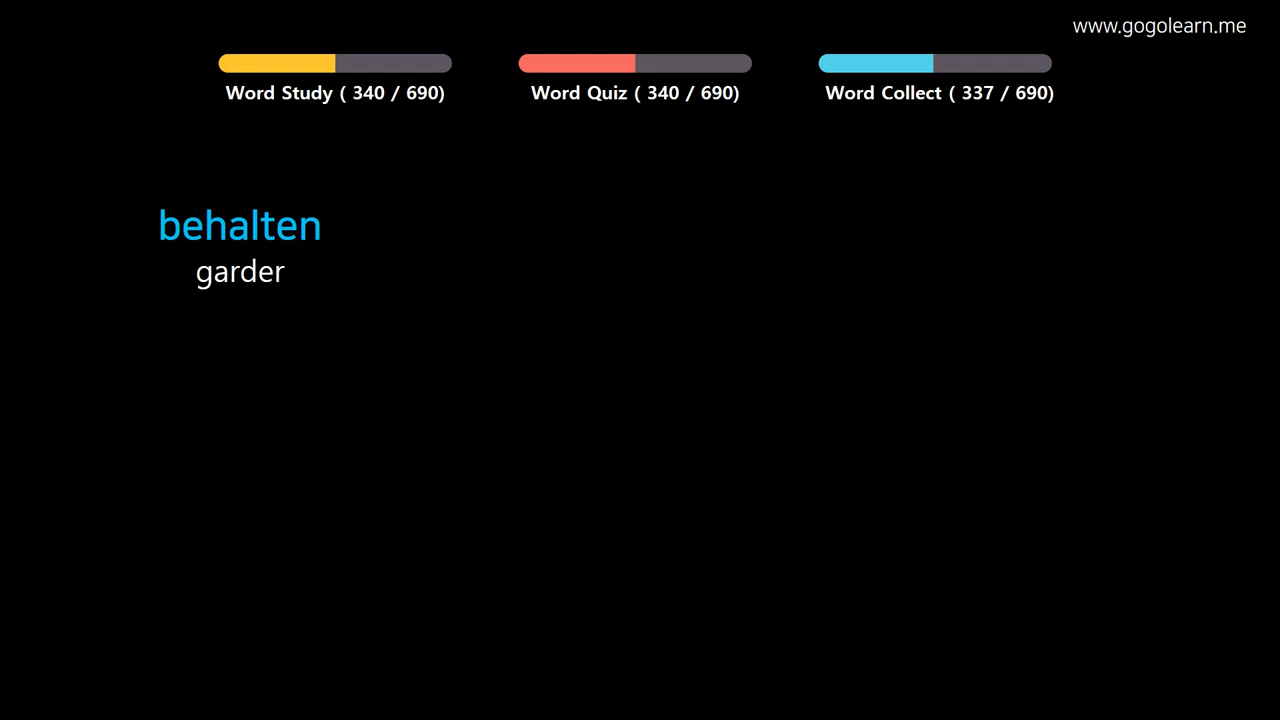 www.gogolearn.me
Word Study ( 340 / 690)
Word Quiz ( 340 / 690)
Word Collect ( 337 / 690)
behalten
garder